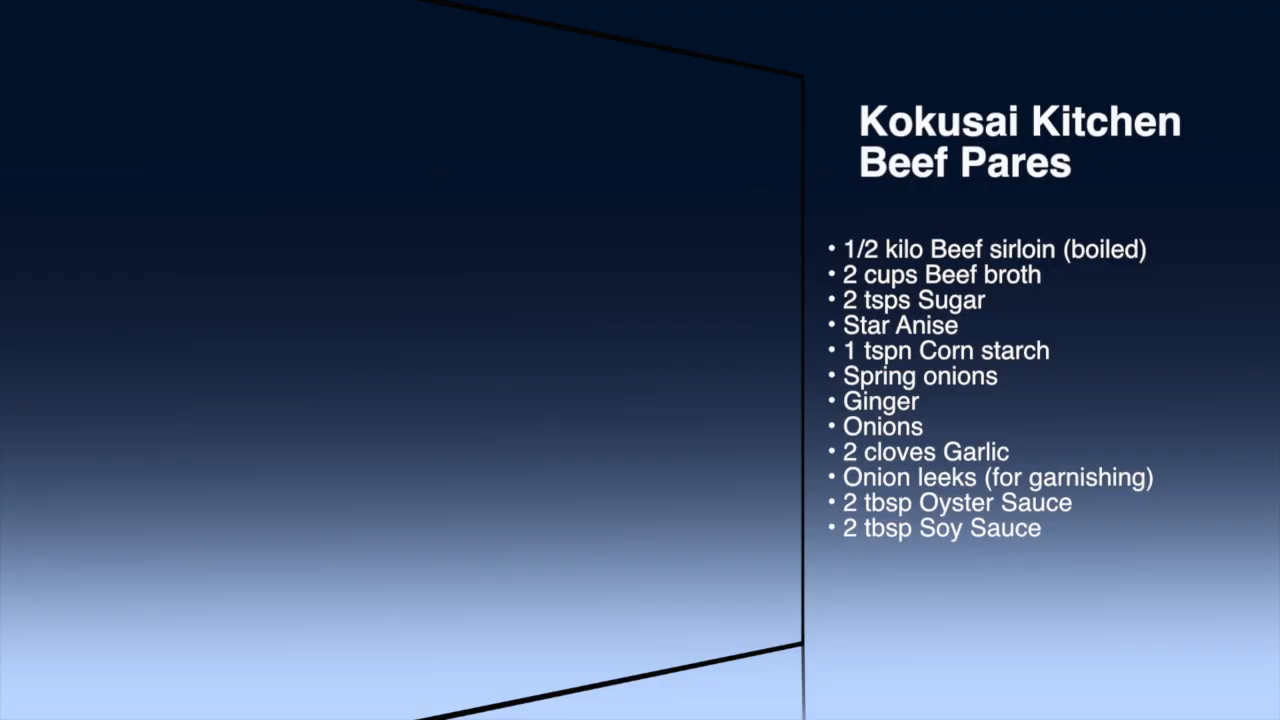 Kokusai Kitchen
Beef Pares
• 1/2 kilo Beef sirloin (boiled)
• 2 cups Beef broth
• 2 tsps Sugar
• Star Anise
• 1 tspn Corn starch
• Spring onions
• Ginger
• Onions
• 2 cloves Garlic
• Onion leeks (for garnishing)
• 2 tbsp Oyster Sauce
• 2 tbsp Soy Sauce